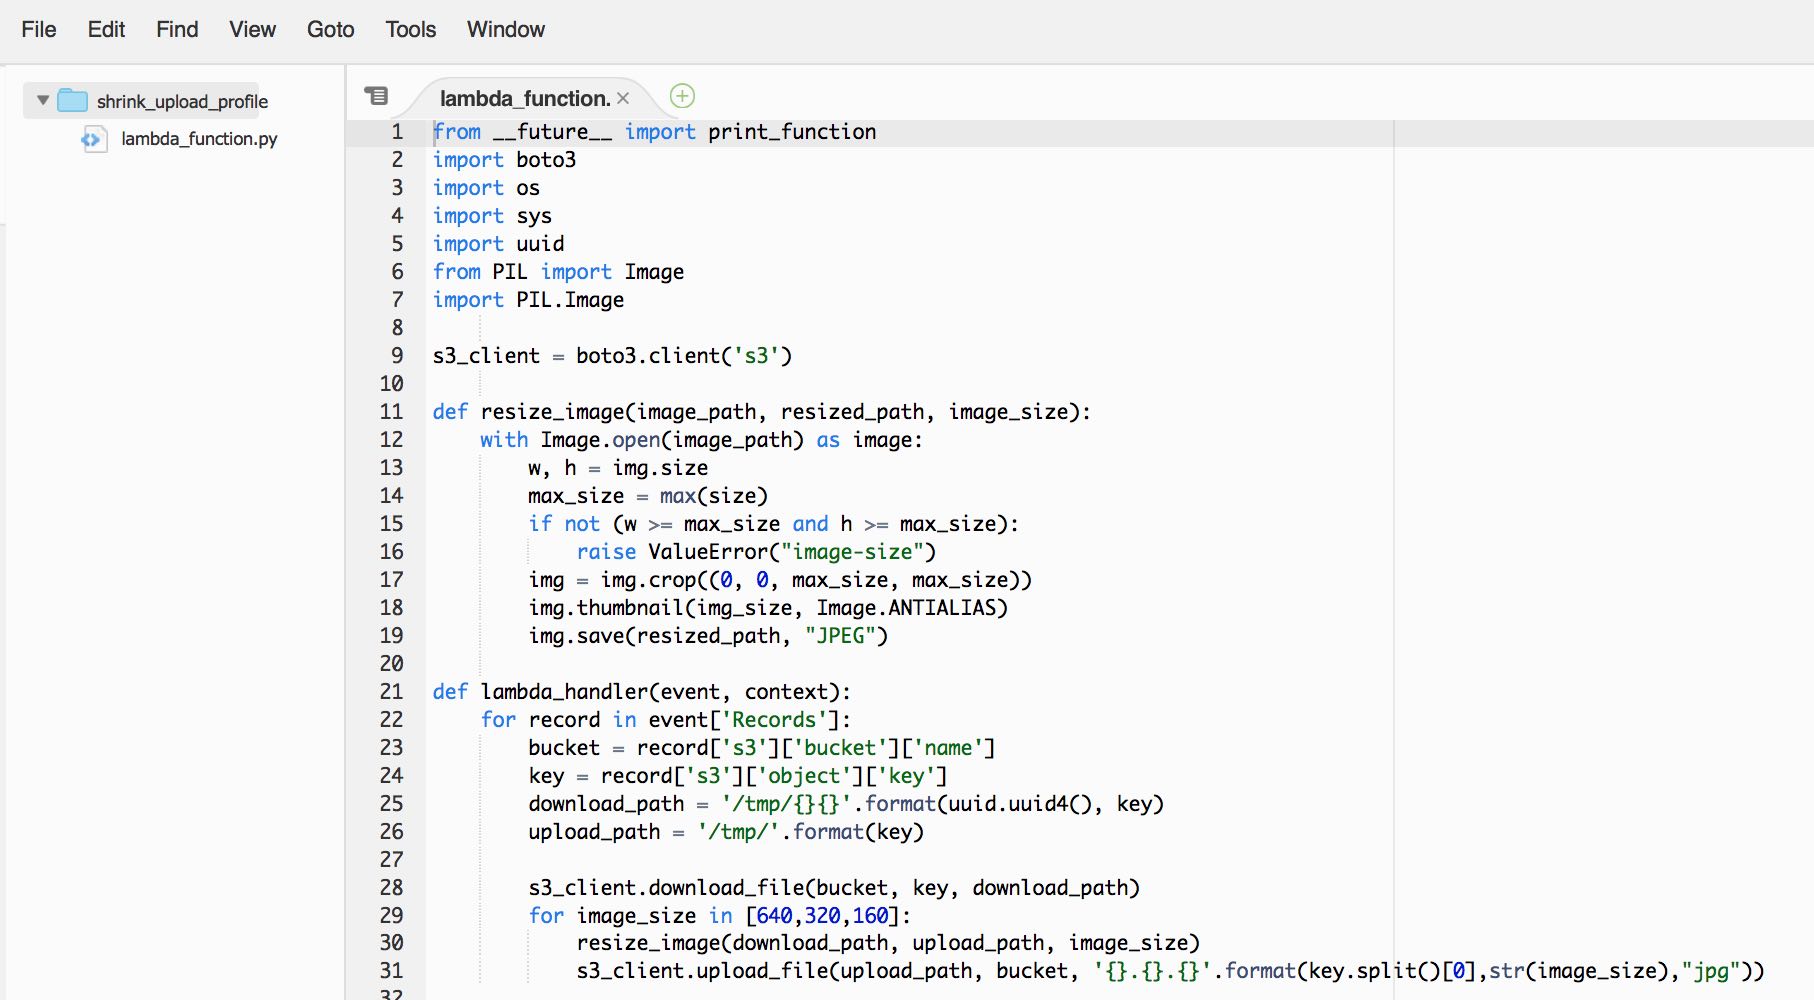 File Edit Find View Goto Tools Window
shrink_upload_profile
lambda_function.py
lambda_function.
1 from __future__ import print_function
2 import boto3
3 import os
4 import sys
5 import uuid
6 from PIL import Image
7 import PIL.Image
8
9 s3_client = boto3.client('s3')
10
11 def resize_image(image_path, resized_path, image_size):
12     with Image.open(image_path) as image:
13         w, h = img.size
14         max_size = max(size)
15         if not (w >= max_size and h >= max_size):
16             raise ValueError("image-size")
17         img = img.crop((0, 0, max_size, max_size))
18         img.thumbnail(img_size, Image.ANTIALIAS)
19         img.save(resized_path, "JPEG")
20
21 def lambda_handler(event, context):
22     for record in event['Records']:
23         bucket = record['s3']['bucket']['name']
24         key = record['s3']['object']['key']
25         download_path = '/tmp/{}{}'.format(uuid.uuid4(), key)
26         upload_path = '/tmp/'.format(key)
27
28         s3_client.download_file(bucket, key, download_path)
29         for image_size in [640,320,160]:
30             resize_image(download_path, upload_path, image_size)
31             s3_client.upload_file(upload_path, bucket, '{}.{}.{}'.format(key.split()[0],str(image_size),"jpg"))
32